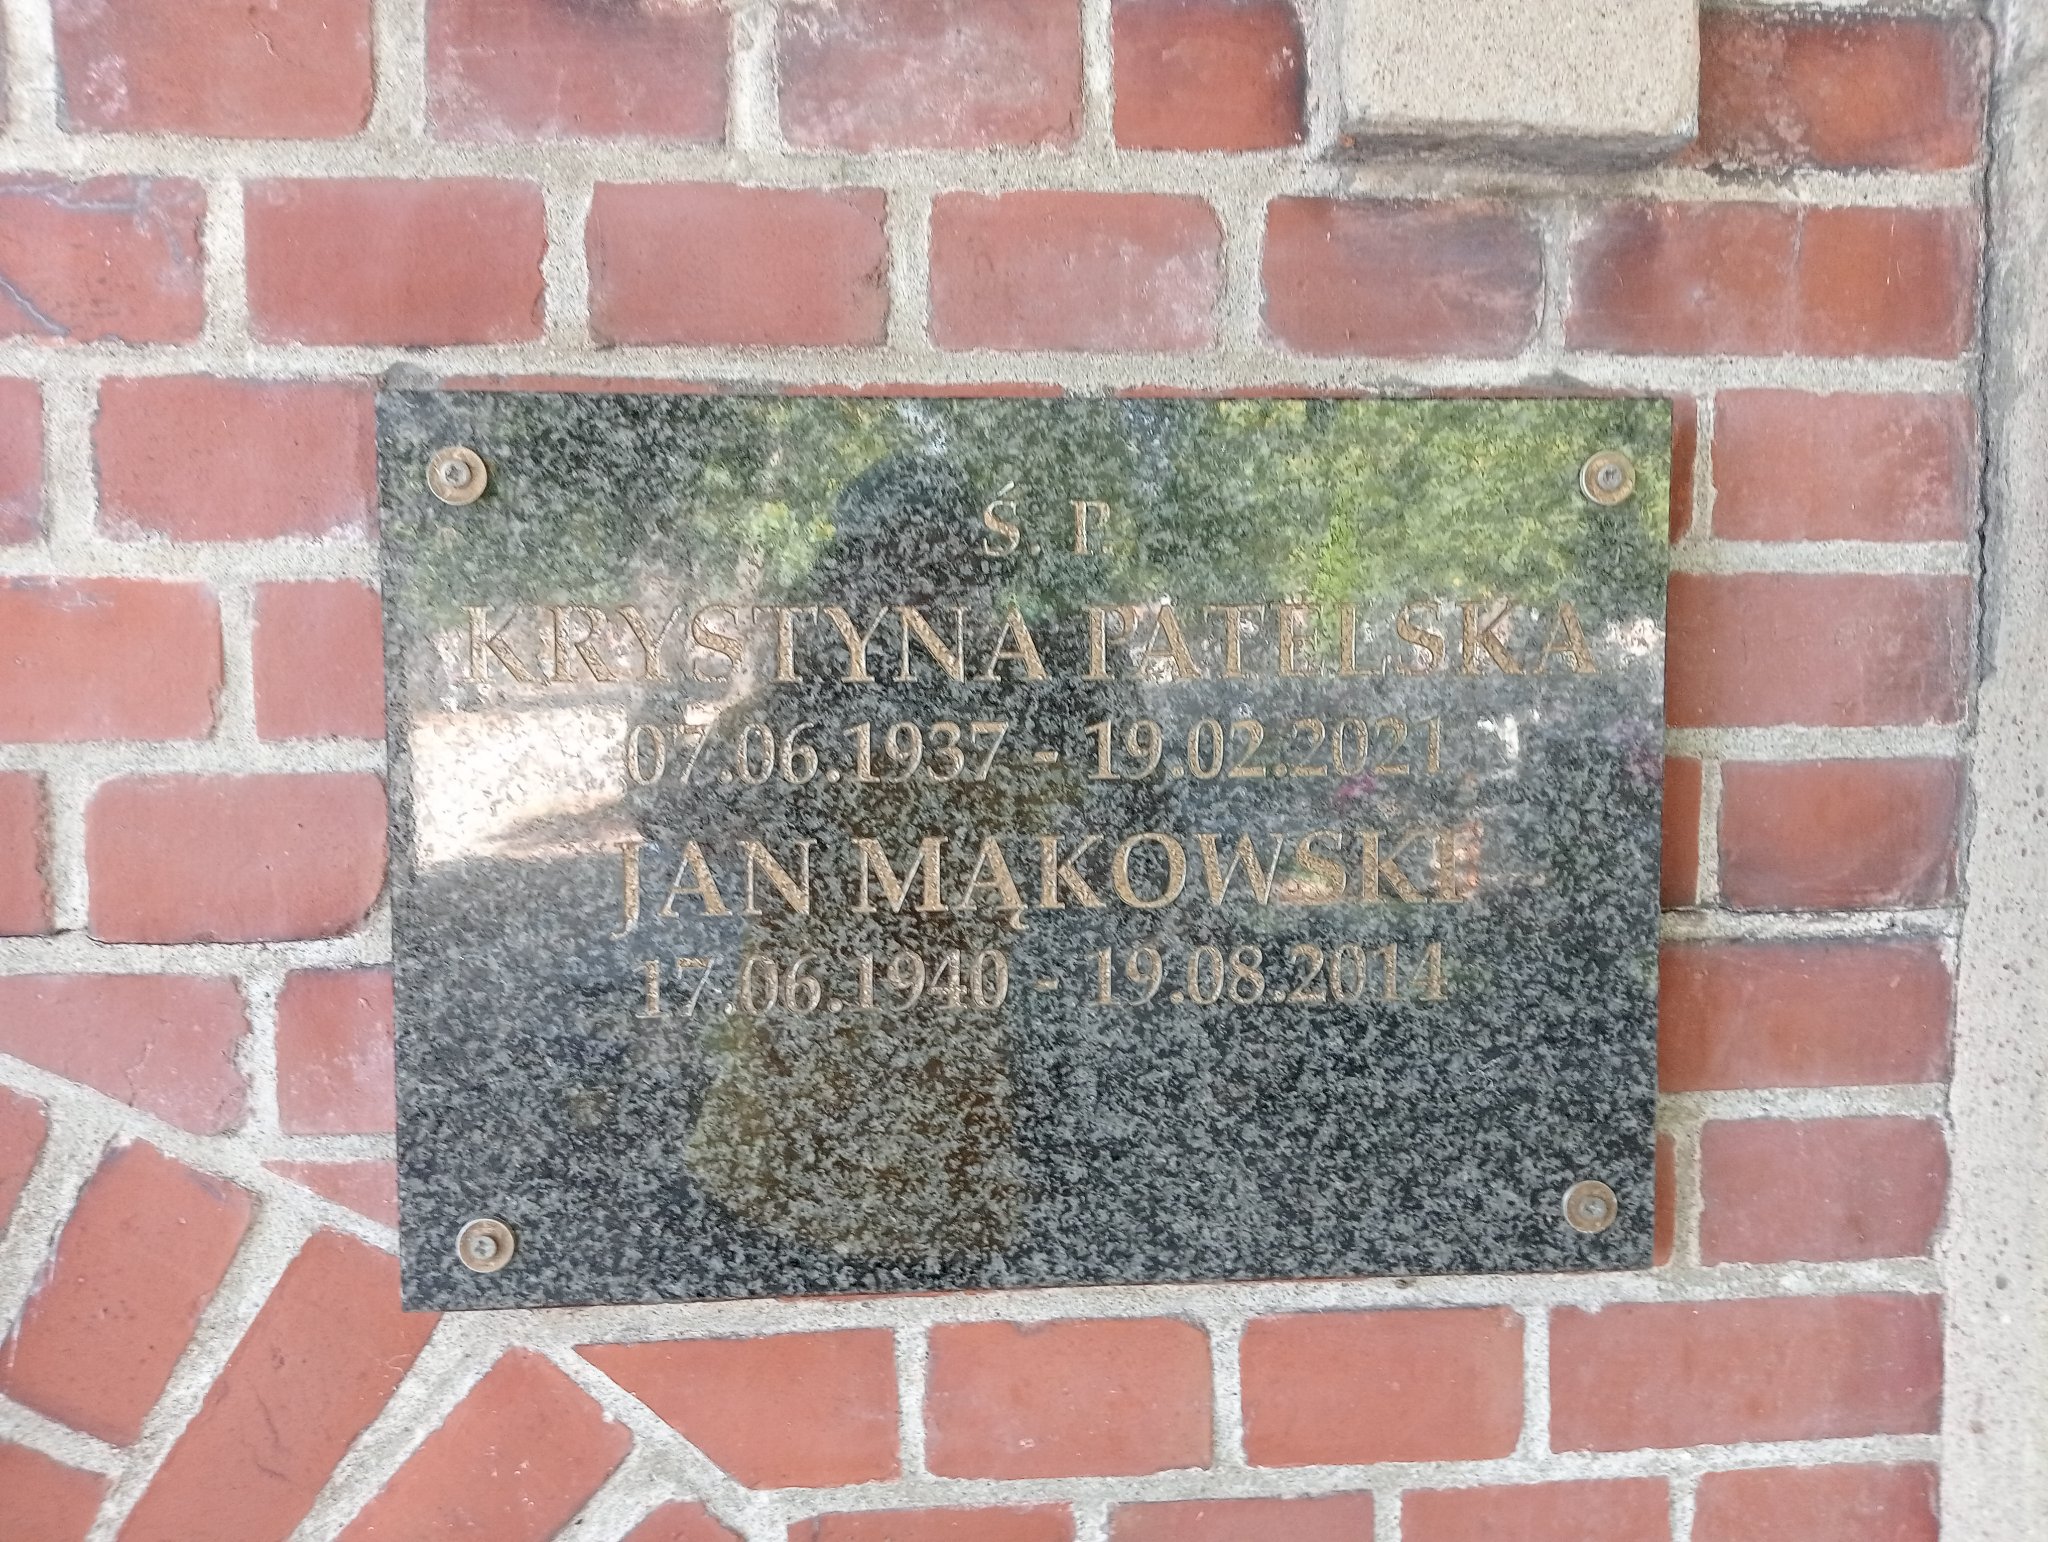 Ś. P.
KRYSTYNA PATELSKA
07.06.1937 - 19.02.2021
JAN MĄKOWSKI
17.06.1940 - 19.08.2014